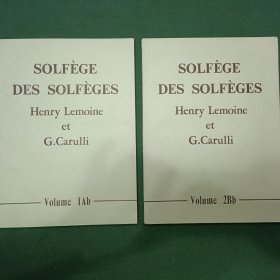 SOLFÈGE
DES SOLFÈGES
Henry Lemoine
et
G.Carulli
Volume 1Ab
SOLFÈGE
DES SOLFÈGES
Henry Lemoine
et
G.Carulli
Volume 2Bb